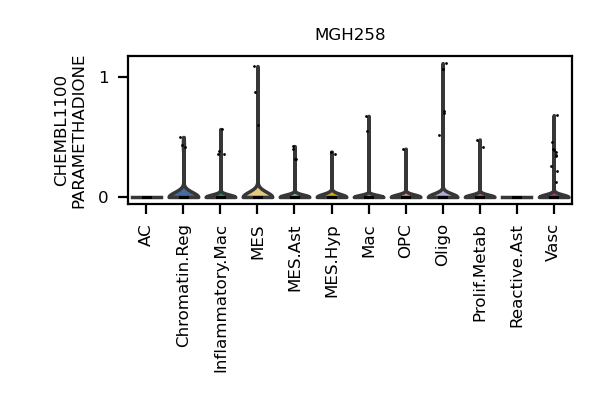 MGH258
CHEMBL1100
PARAMETHADIONE
1
0
AC
Chromatin.Reg
Inflammatory.Mac
MES
MES.Ast
MES.Hyp
Mac
OPC
Oligo
Prolif.Metab
Reactive.Ast
Vasc